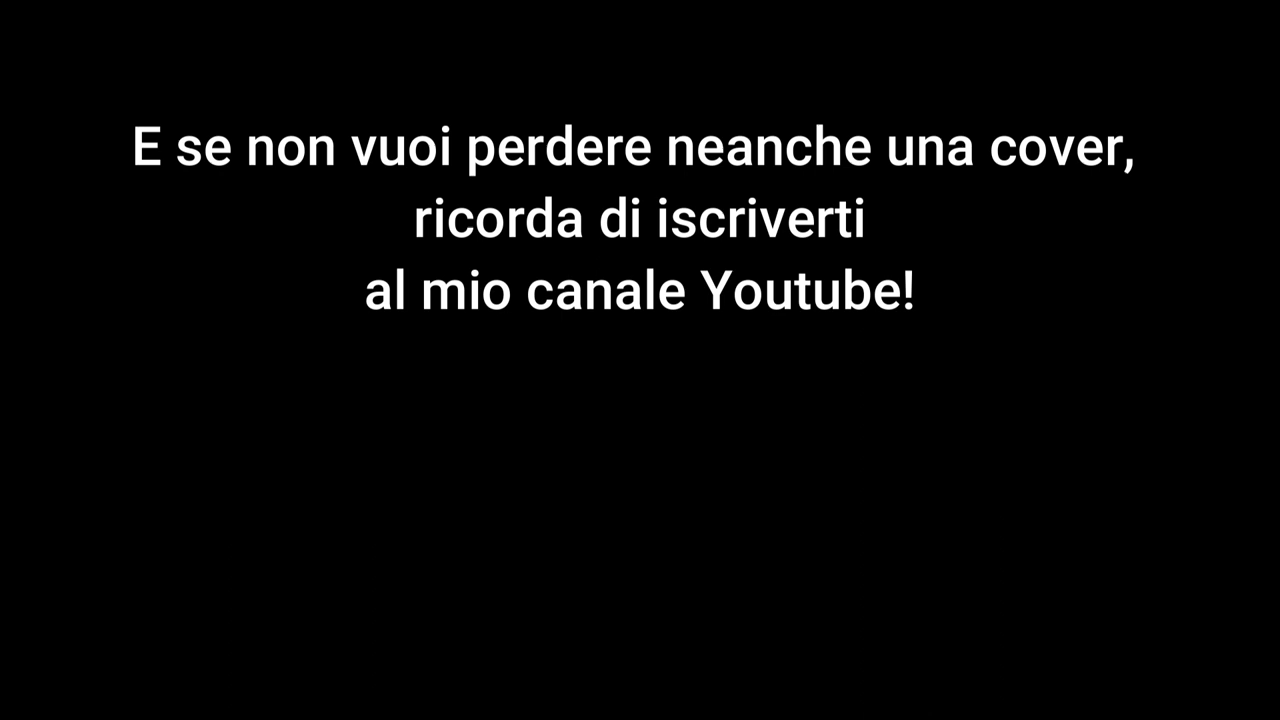 E se non vuoi perdere neanche una cover,
ricorda di iscriverti
al mio canale Youtube!